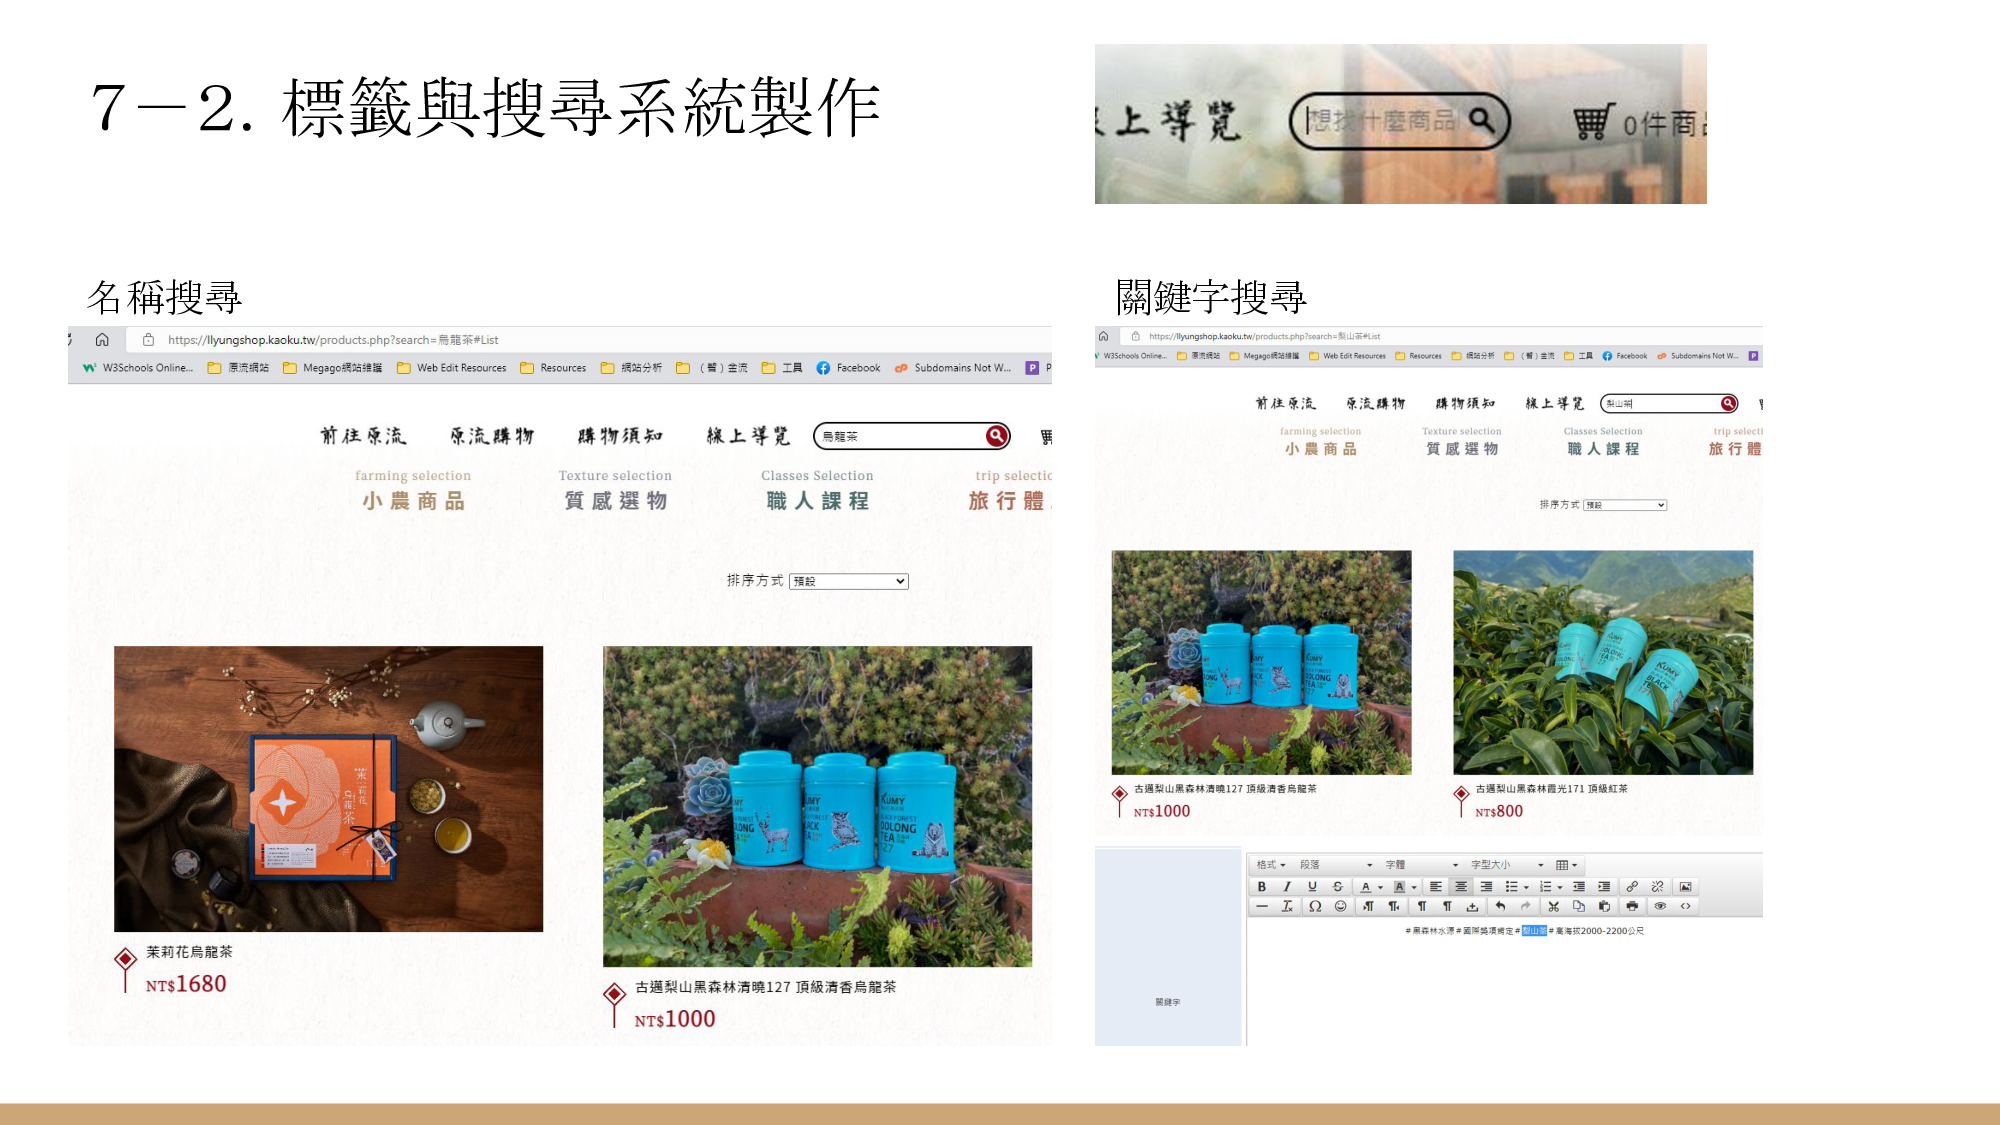 7－2. 標籤與搜尋系統製作
上導覽
想找什麼商品
0件商
名稱搜尋
https://llyungshop.kaoku.tw/products.php?search=烏龍茶#List
W3Schools Online... 原流網站 Megago網站維護 Web Edit Resources Resources 網站分析 （暫）金流 工具 Facebook Subdomains Not W... P
前往原流 原流購物 購物須知 線上導覽 烏龍茶
farming selection Texture selection Classes Selection trip selectic
小農商品 質感選物 職人課程 旅行體
排序方式 預設
茉莉花烏龍茶
NT$1680
KUMY
BLACK FOREST
OOLONG
TEA
127
古邁梨山黑森林清曉127 頂級清香烏龍茶
NT$1000
關鍵字搜尋
https://llyungshop.kaoku.tw/products.php?search=梨山茶#List
W3Schools Online... 原流網站 Megago網站維護 Web Edit Resources Resources 網站分析 （暫）金流 工具 Facebook Subdomains Not W... P
前往原流 原流購物 購物須知 線上導覽 梨山茶
farming selection Texture selection Classes Selection trip selecti
小農商品 質感選物 職人課程 旅行體
排序方式 預設
古邁梨山黑森林清曉127 頂級清香烏龍茶
NT$1000
古邁梨山黑森林霞光171 頂級紅茶
NT$800
格式 段落 字體 字型大小
#黑森林水源#國際獎項肯定#梨山茶#高海拔2000-2200公尺
關鍵字